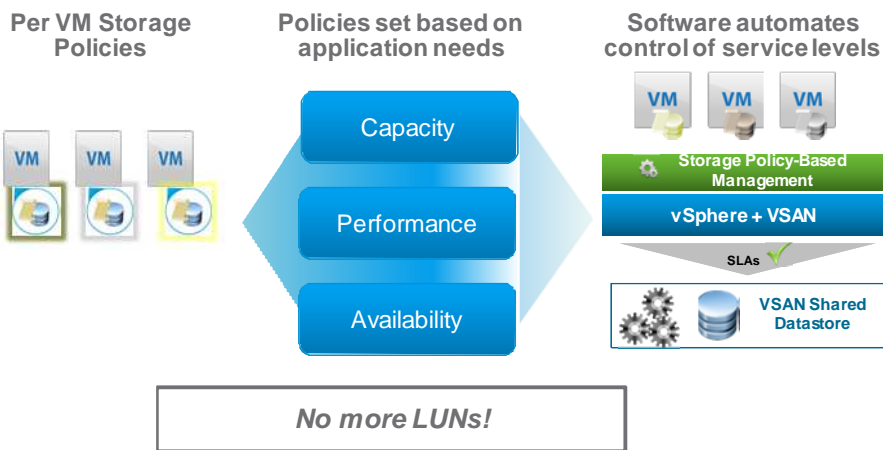 Per VM Storage
Policies
Policies set based on
application needs
Software automates
control of service levels
VM
VM
VM
Capacity
Performance
Availability
VM
VM
VM
Storage Policy-Based
Management
vSphere + VSAN
SLAs
VSAN Shared
Datastore
No more LUNs!